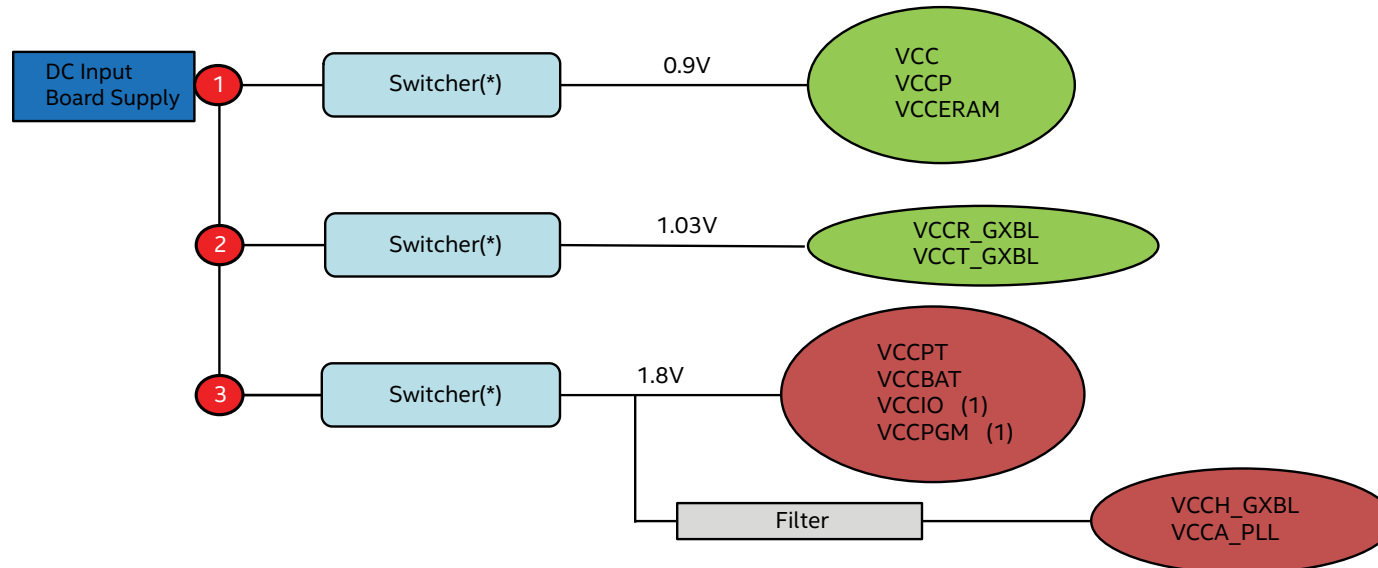 DC Input
Board Supply
1
Switcher(*)
0.9V
VCC
VCCP
VCCERAM
2
Switcher(*)
1.03V
VCCR_GXBL
VCCT_GXBL
3
Switcher(*)
1.8V
VCCPT
VCCBAT
VCCIO (1)
VCCPGM (1)
Filter
VCCH_GXBL
VCCA_PLL